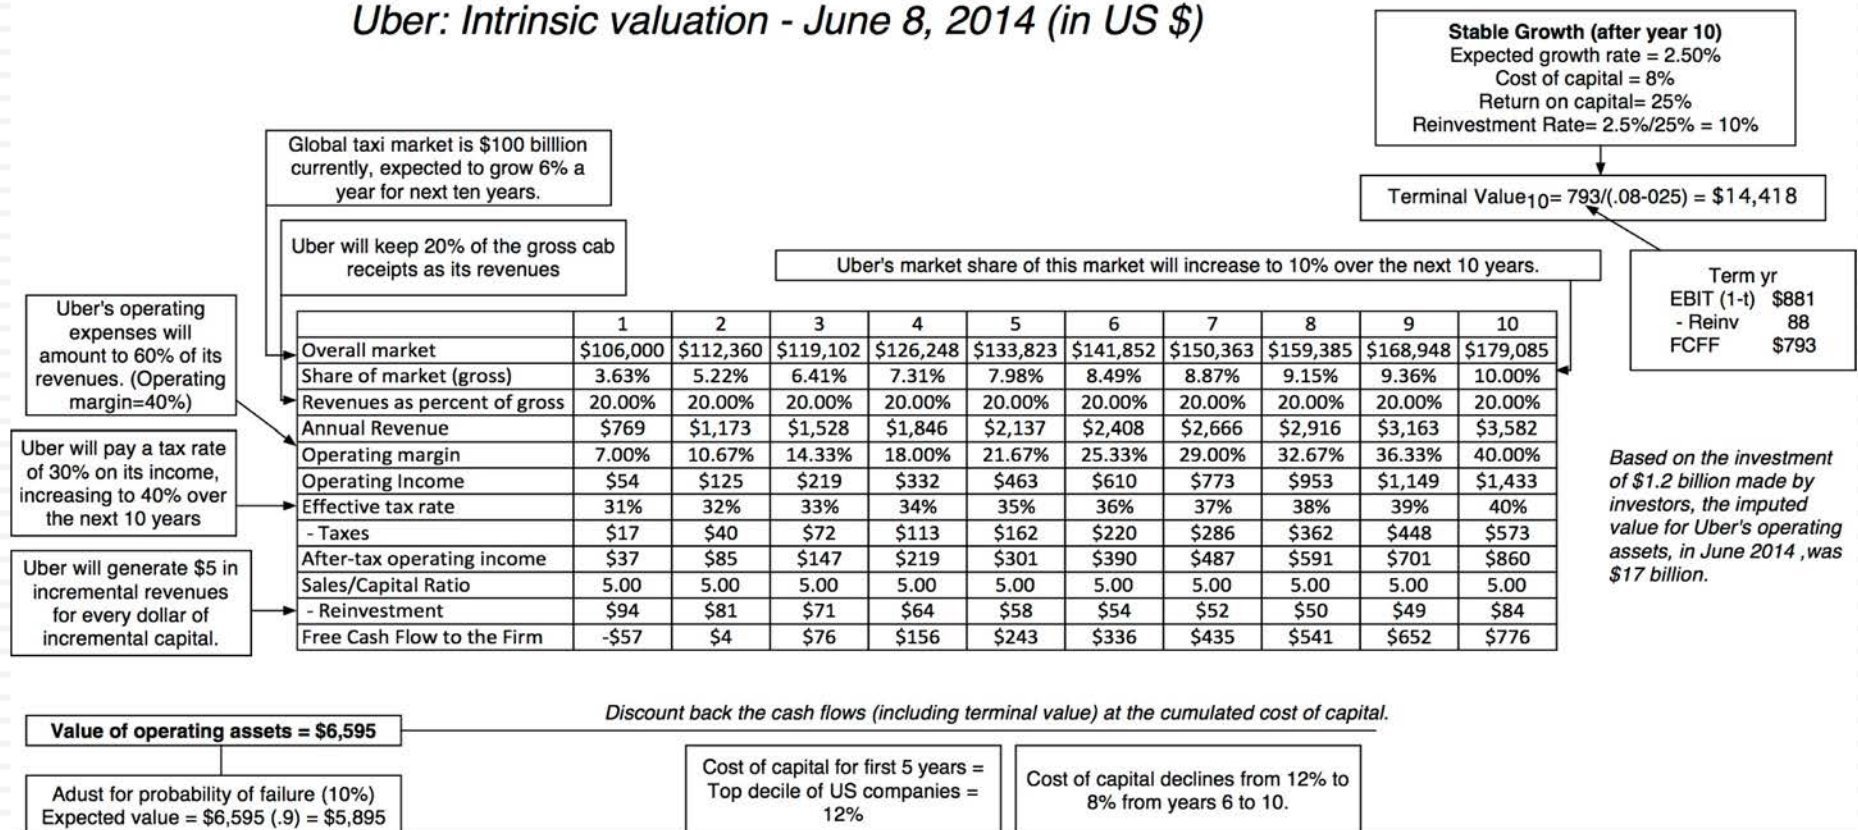 Uber: Intrinsic valuation - June 8, 2014 (in US $)
Stable Growth (after year 10)
Expected growth rate = 2.50%
Cost of capital = 8%
Return on capital= 25%
Reinvestment Rate= 2.5%/25% = 10%
Terminal Value10= 793/(.08-025) = $14,418
Term yr
EBIT (1-t) $881
- Reinv 88
FCFF $793
Global taxi market is $100 billlion
currently, expected to grow 6% a
year for next ten years.
Uber will keep 20% of the gross cab
receipts as its revenues
Uber's market share of this market will increase to 10% over the next 10 years.
Uber's operating
expenses will
amount to 60% of its
revenues. (Operating
margin=40%)
Uber will pay a tax rate
of 30% on its income,
increasing to 40% over
the next 10 years
Uber will generate $5 in
incremental revenues
for every dollar of
incremental capital.
1 2 3 4 5 6 7 8 9 10
Overall market $106,000 $112,360 $119,102 $126,248 $133,823 $141,852 $150,363 $159,385 $168,948 $179,085
Share of market (gross) 3.63% 5.22% 6.41% 7.31% 7.98% 8.49% 8.87% 9.15% 9.36% 10.00%
Revenues as percent of gross 20.00% 20.00% 20.00% 20.00% 20.00% 20.00% 20.00% 20.00% 20.00% 20.00%
Annual Revenue $769 $1,173 $1,528 $1,846 $2,137 $2,408 $2,666 $2,916 $3,163 $3,582
Operating margin 7.00% 10.67% 14.33% 18.00% 21.67% 25.33% 29.00% 32.67% 36.33% 40.00%
Operating Income $54 $125 $219 $332 $463 $610 $773 $953 $1,149 $1,433
Effective tax rate 31% 32% 33% 34% 35% 36% 37% 38% 39% 40%
- Taxes $17 $40 $72 $113 $162 $220 $286 $362 $448 $573
After-tax operating income $37 $85 $147 $219 $301 $390 $487 $591 $701 $860
Sales/Capital Ratio 5.00 5.00 5.00 5.00 5.00 5.00 5.00 5.00 5.00 5.00
- Reinvestment $94 $81 $71 $64 $58 $54 $52 $50 $49 $84
Free Cash Flow to the Firm -$57 $4 $76 $156 $243 $336 $435 $541 $652 $776
Based on the investment
of $1.2 billion made by
investors, the imputed
value for Uber's operating
assets, in June 2014 ,was
$17 billion.
Discount back the cash flows (including terminal value) at the cumulated cost of capital.
Value of operating assets = $6,595
Adust for probability of failure (10%)
Expected value = $6,595 (.9) = $5,895
Cost of capital for first 5 years =
Top decile of US companies =
12%
Cost of capital declines from 12% to
8% from years 6 to 10.